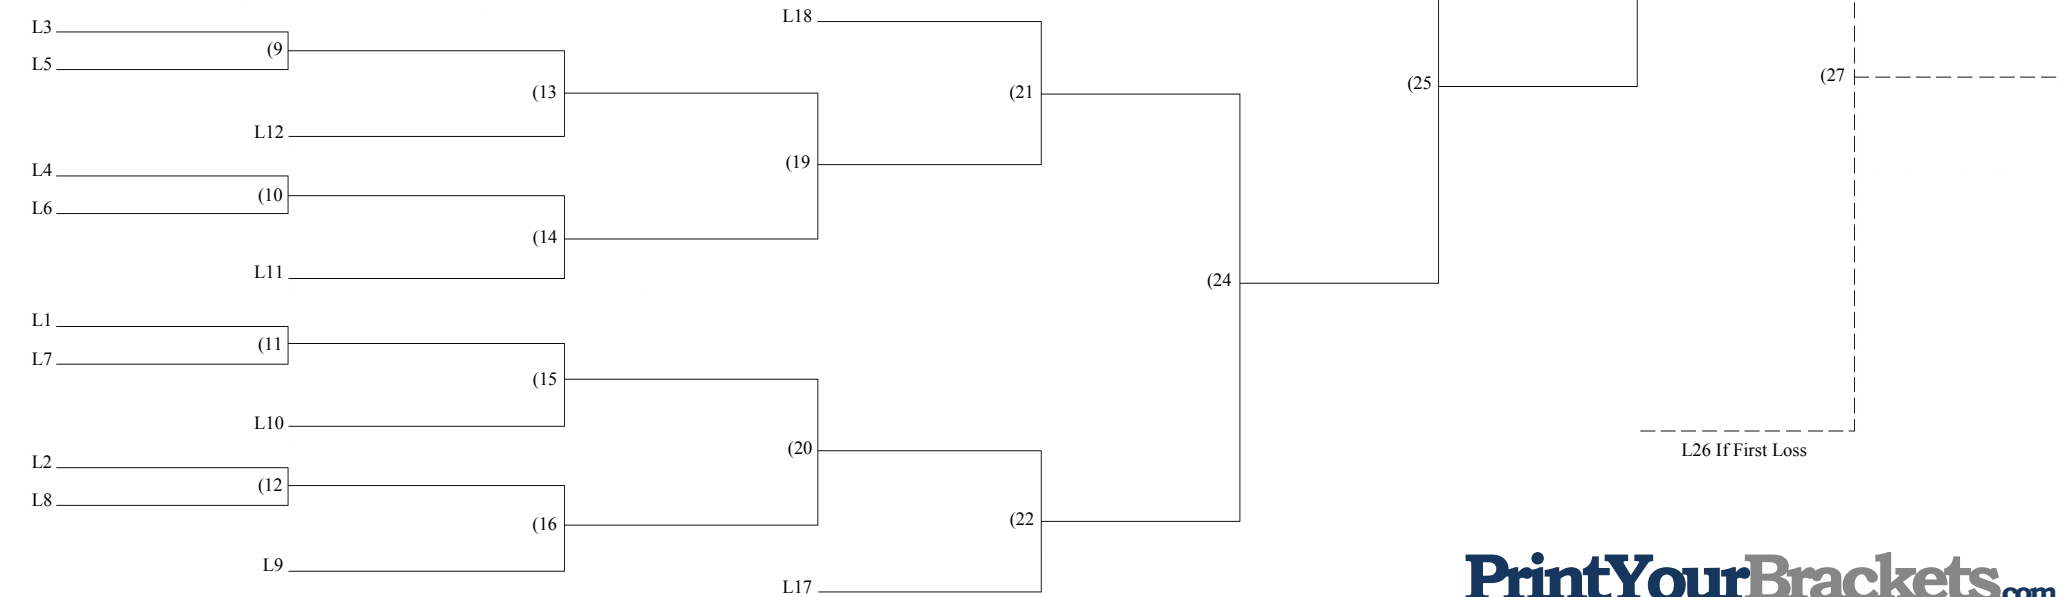 L3
(9
L5
L12
(13
L4
(10
L6
L11
(14
(19
L18
(21
L1
(11
L7
L10
(15
L2
(12
L8
L9
(16
(20
L17
(22
(24
(25
(27
L26 If First Loss
PrintYourBrackets.com